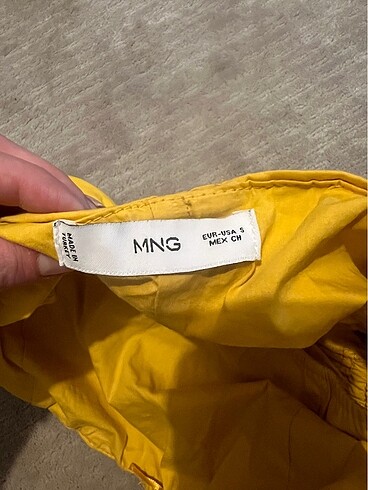 MADE IN
TURKEY
MNG
EUR-USA S
MEX CH